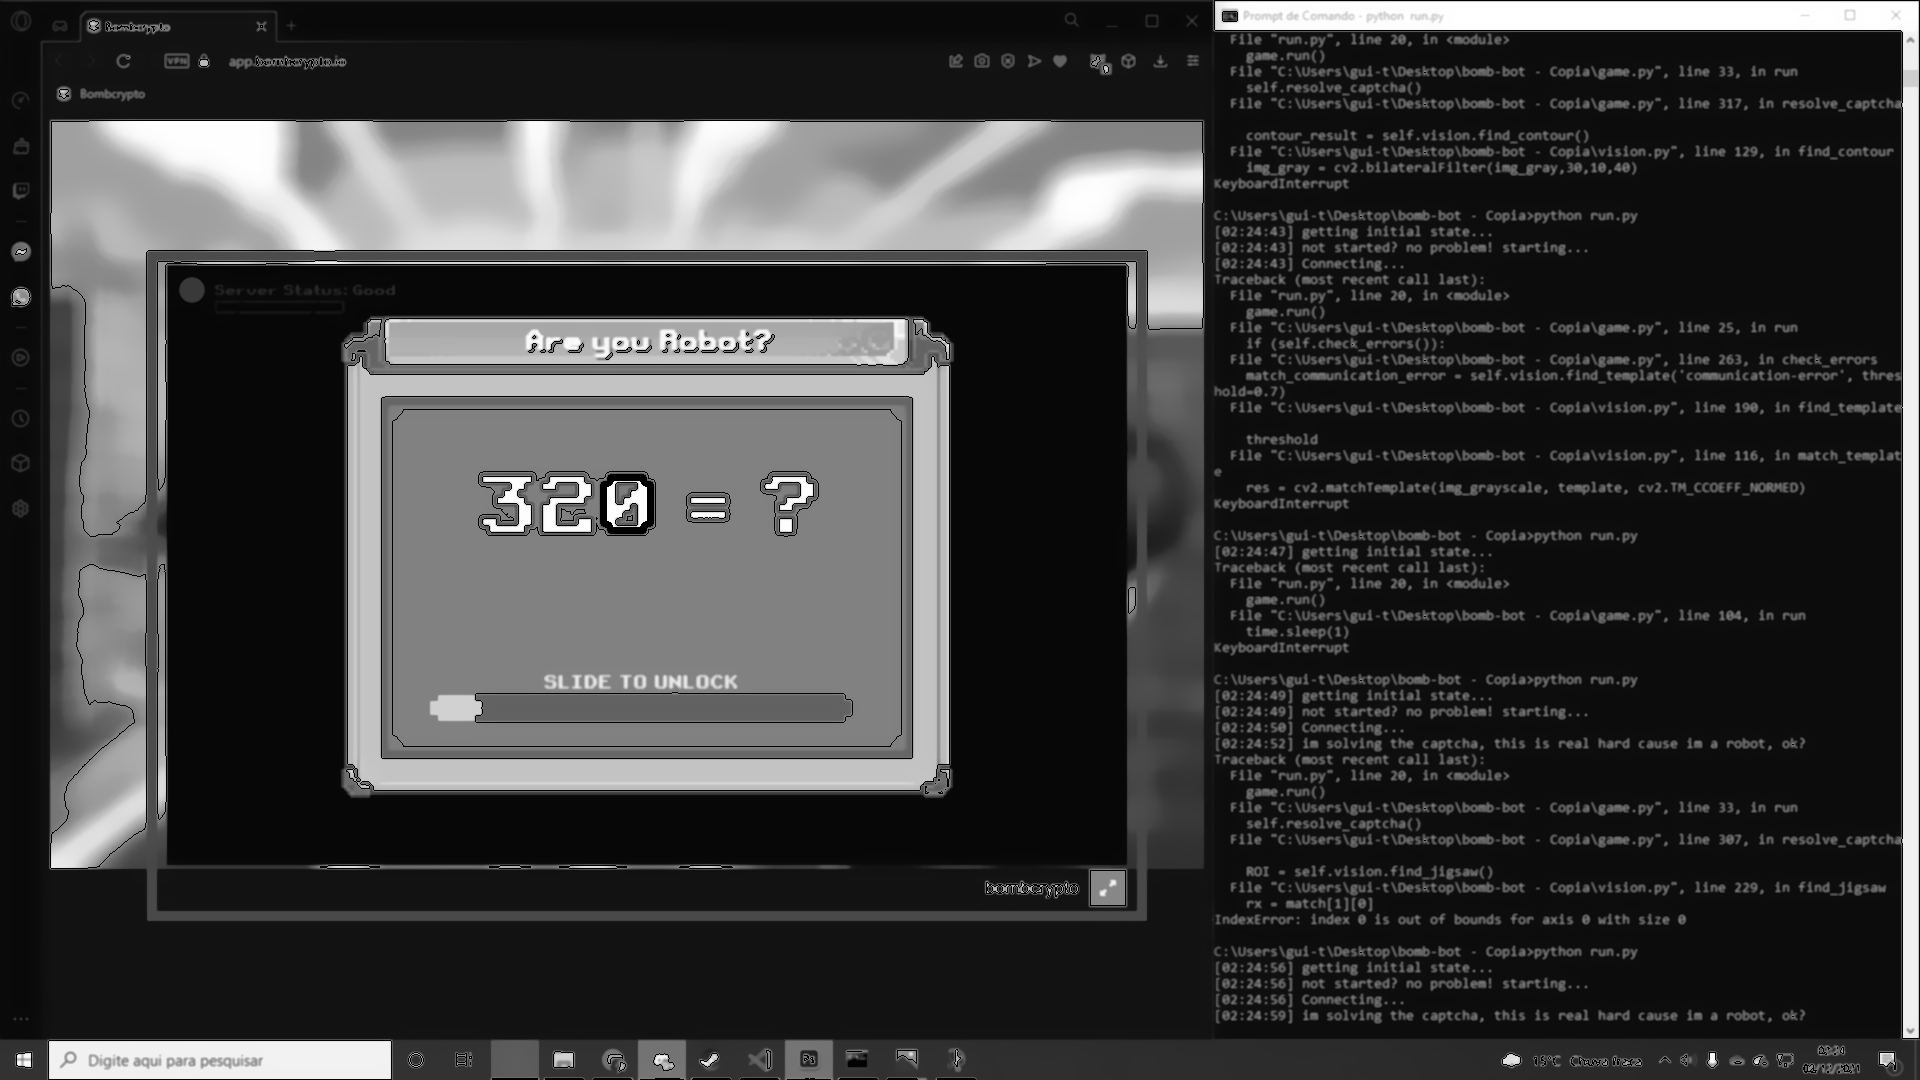 Bombcrypto
VPN
app.bombcrypto.io
Bombcrypto
Server Status: Good
Are you Robot?
320 = ?
SLIDE TO UNLOCK
bombcrypto
Prompt de Comando - python run.py
File "run.py", line 20, in <module>
game.run()
File "C:\Users\gui-t\Desktop\bomb-bot - Copia\game.py", line 33, in run
self.resolve_captcha()
File "C:\Users\gui-t\Desktop\bomb-bot - Copia\game.py", line 317, in resolve_captcha
contour_result = self.vision.find_contour()
File "C:\Users\gui-t\Desktop\bomb-bot - Copia\vision.py", line 129, in find_contour
img_gray = cv2.bilateralFilter(img_gray,30,10,40)
KeyboardInterrupt
C:\Users\gui-t\Desktop\bomb-bot - Copia>python run.py
[02:24:43] getting initial state...
[02:24:43] not started? no problem! starting...
[02:24:43] Connecting...
Traceback (most recent call last):
File "run.py", line 20, in <module>
game.run()
File "C:\Users\gui-t\Desktop\bomb-bot - Copia\game.py", line 25, in run
if (self.check_errors()):
File "C:\Users\gui-t\Desktop\bomb-bot - Copia\game.py", line 263, in check_errors
match_communication_error = self.vision.find_template('communication-error', thres
hold=0.7)
File "C:\Users\gui-t\Desktop\bomb-bot - Copia\vision.py", line 190, in find_template
threshold
File "C:\Users\gui-t\Desktop\bomb-bot - Copia\vision.py", line 116, in match_templat
e
res = cv2.matchTemplate(img_grayscale, template, cv2.TM_CCOEFF_NORMED)
KeyboardInterrupt
C:\Users\gui-t\Desktop\bomb-bot - Copia>python run.py
[02:24:47] getting initial state...
Traceback (most recent call last):
File "run.py", line 20, in <module>
game.run()
File "C:\Users\gui-t\Desktop\bomb-bot - Copia\game.py", line 104, in run
time.sleep(1)
KeyboardInterrupt
C:\Users\gui-t\Desktop\bomb-bot - Copia>python run.py
[02:24:49] getting initial state...
[02:24:49] not started? no problem! starting...
[02:24:50] Connecting...
[02:24:52] im solving the captcha, this is real hard cause im a robot, ok?
Traceback (most recent call last):
File "run.py", line 20, in <module>
game.run()
File "C:\Users\gui-t\Desktop\bomb-bot - Copia\game.py", line 33, in run
self.resolve_captcha()
File "C:\Users\gui-t\Desktop\bomb-bot - Copia\game.py", line 307, in resolve_captcha
ROI = self.vision.find_jigsaw()
File "C:\Users\gui-t\Desktop\bomb-bot - Copia\vision.py", line 229, in find_jigsaw
rx = match[1][0]
IndexError: index 0 is out of bounds for axis 0 with size 0
C:\Users\gui-t\Desktop\bomb-bot - Copia>python run.py
[02:24:56] getting initial state...
[02:24:56] not started? no problem! starting...
[02:24:56] Connecting...
[02:24:59] im solving the captcha, this is real hard cause im a robot, ok?
Digite aqui para pesquisar
Ps
15°C Chuva fraca